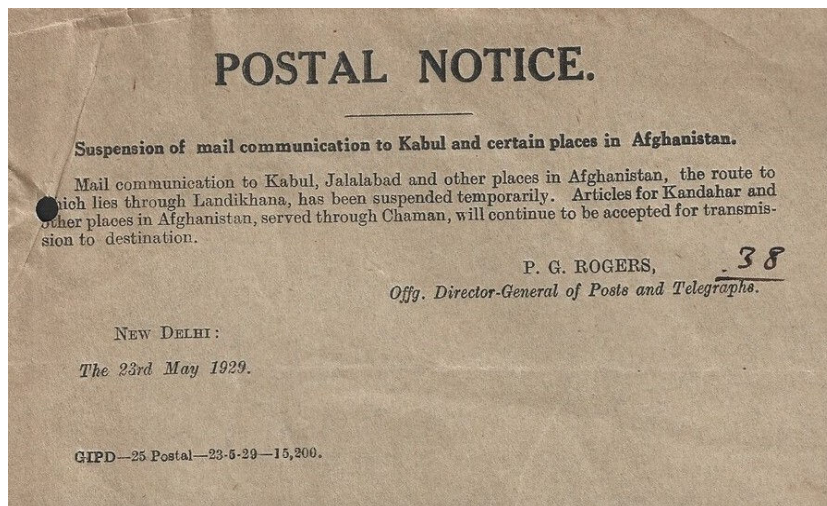 POSTAL NOTICE.
Suspension of mail communication to Kabul and certain places in Afghanistan.
Mail communication to Kabul, Jalalabad and other places in Afghanistan, the route to
hich lies through Landikhana, has been suspended temporarily. Articles for Kandahar and
other places in Afghanistan, served through Chaman, will continue to be accepted for transmis-
sion to destination.
P. G. ROGERS, .38
Offg. Director-General of Posts and Telegraphs.
NEW DELHI:
The 23rd May 1929.
GIPD—25 Postal—23-5-29—15,200.